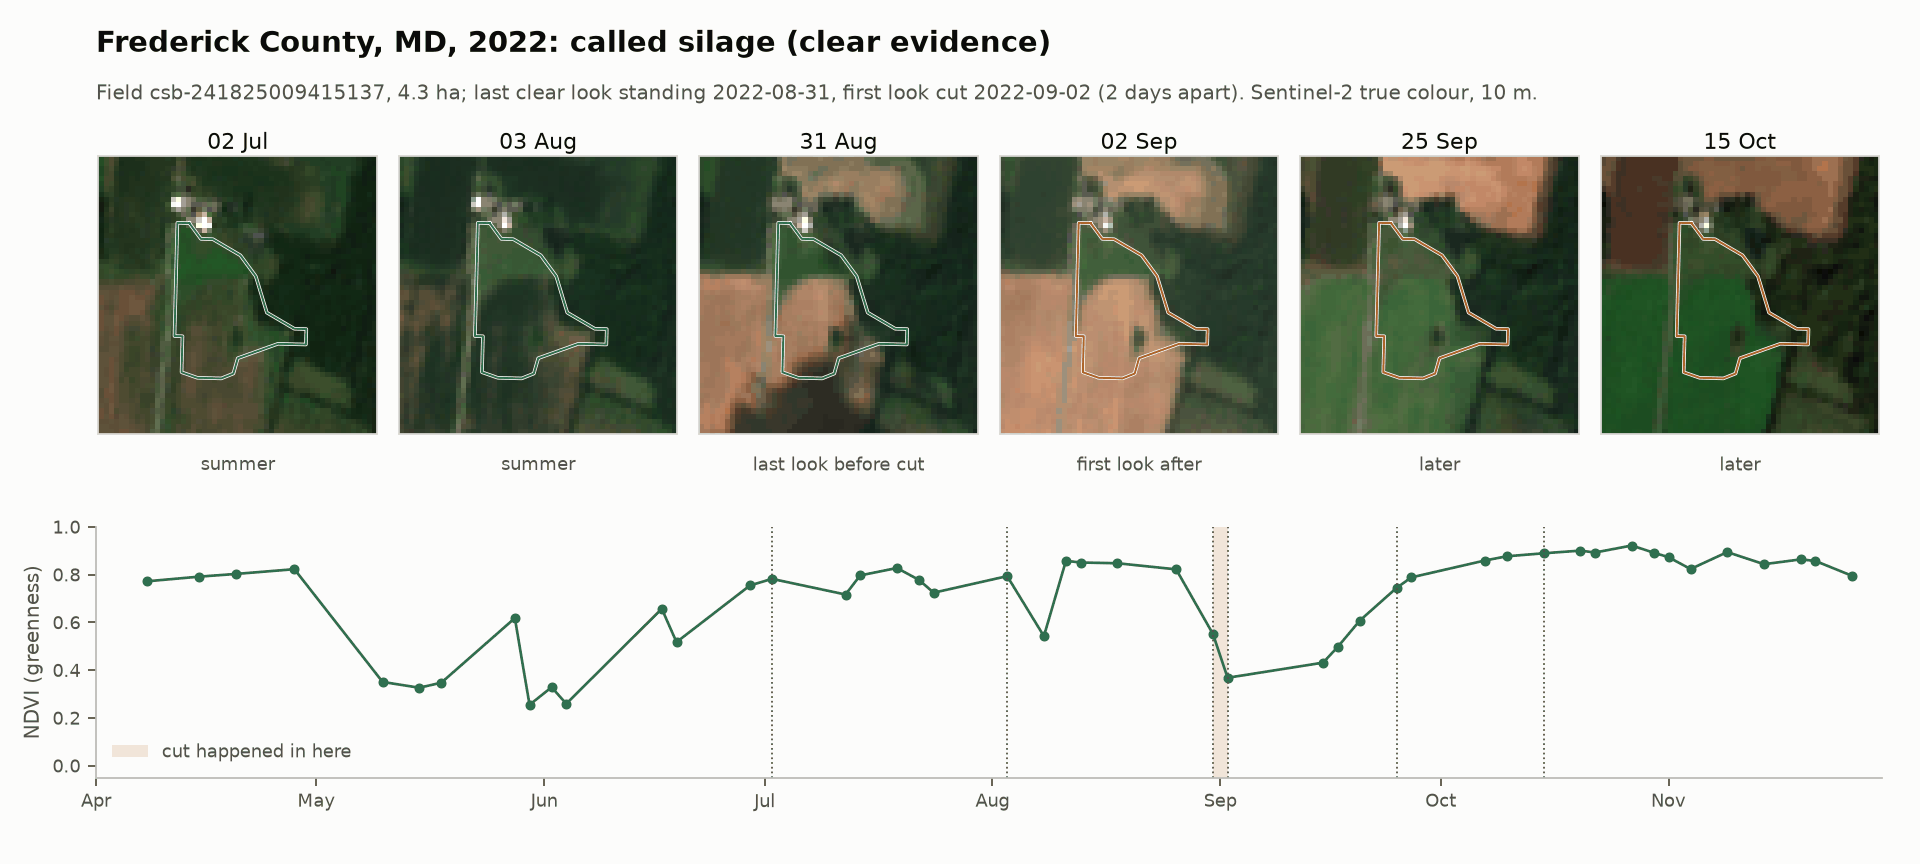 Frederick County, MD, 2022: called silage (clear evidence)
Field csb-241825009415137, 4.3 ha; last clear look standing 2022-08-31, first look cut 2022-09-02 (2 days apart). Sentinel-2 true colour, 10 m.
02 Jul
03 Aug
31 Aug
02 Sep
25 Sep
15 Oct
summer
summer
last look before cut
first look after
later
later
NDVI (greenness)
1.0
0.8
0.6
0.4
0.2
0.0
cut happened in here
Apr
May
Jun
Jul
Aug
Sep
Oct
Nov